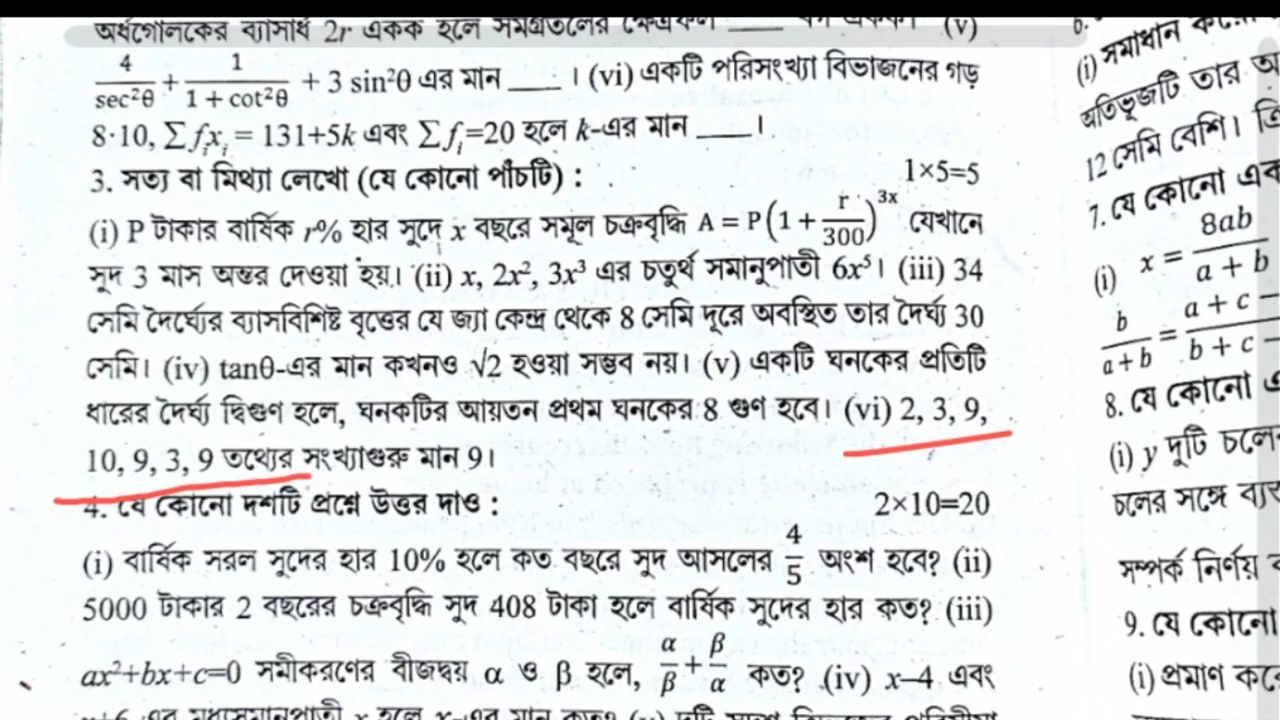 অর্ধগোলকের ব্যাসার্ধ 2r একক হলে সমগ্রতলের ক্ষেত্রফল ____ বর্গ একক। (v)
4/sec²θ + 1/(1 + cot²θ) + 3 sin²θ এর মান ____ । (vi) একটি পরিসংখ্যা বিভাজনের গড়
8·10, ∑fᵢxᵢ = 131+5k এবং ∑fᵢ=20 হলে k-এর মান ।
3. সত্য বা মিথ্যা লেখো (যে কোনো পাঁচটি) : 1×5=5
(i) P টাকার বার্ষিক r% হার সুদে x বছরে সমূল চক্রবৃদ্ধি A = P(1 + r/300)³ˣ যেখানে
সুদ 3 মাস অন্তর দেওয়া হয়। (ii) x, 2x², 3x³ এর চতুর্থ সমানুপাতী 6x⁵। (iii) 34
সেমি দৈর্ঘ্যের ব্যাসবিশিষ্ট বৃত্তের যে জ্যা কেন্দ্র থেকে 8 সেমি দূরে অবস্থিত তার দৈর্ঘ্য 30
সেমি। (iv) tanθ-এর মান কখনও √2 হওয়া সম্ভব নয়। (v) একটি ঘনকের প্রতিটি
ধারের দৈর্ঘ্য দ্বিগুণ হলে, ঘনকটির আয়তন প্রথম ঘনকের 8 গুণ হবে। (vi) 2, 3, 9,
10, 9, 3, 9 তথ্যের সংখ্যাগুরু মান 9।
4. যে কোনো দশটি প্রশ্নে উত্তর দাও : 2×10=20
(i) বার্ষিক সরল সুদের হার 10% হলে কত বছরে সুদ আসলের 4/5 অংশ হবে? (ii)
5000 টাকার 2 বছরের চক্রবৃদ্ধি সুদ 408 টাকা হলে বার্ষিক সুদের হার কত? (iii)
ax²+bx+c=0 সমীকরণের বীজদ্বয় α ও β হলে, α/β + β/α কত? (iv) x–4 এবং
x+6 এর মধ্যসমানুপাতী x হলে x-এর মান কত? (v) দুটি
(i) সমাধান
অতিভূজটি তার
12 সেমি বেশি।
7. যে কোনো
(i) x = 8ab/(a + b)
b/(a+b) = (a + c)/(b + c)
8. যে কোনো
(i) y দুটি
চলের সঙ্গে
সম্পর্ক নির্ণয়
9. যে কোনো
(i) প্রমাণ